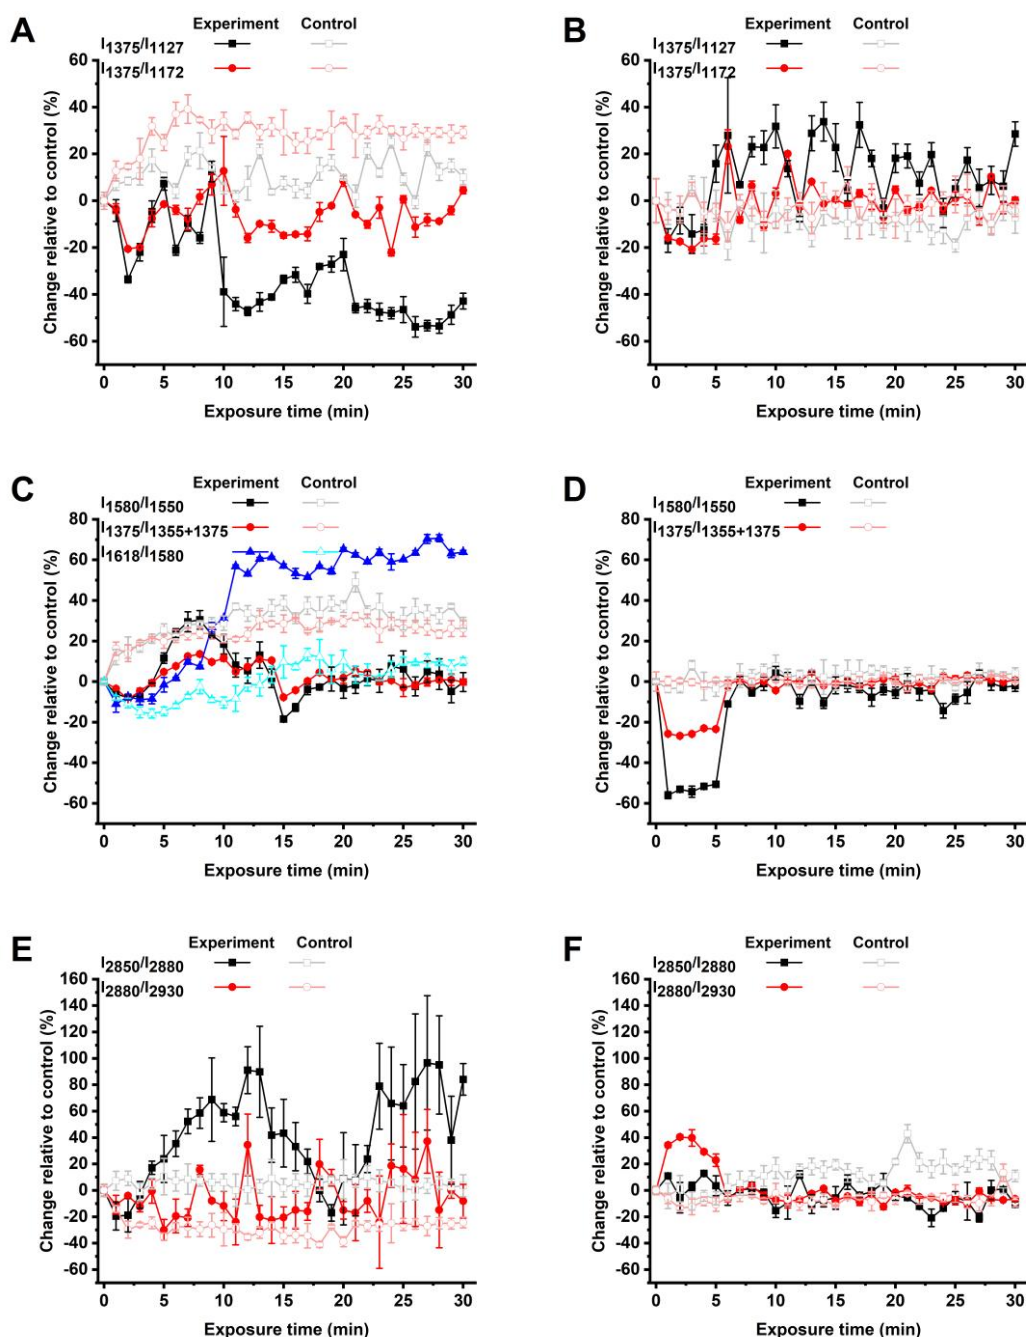 A
Experiment Control
I1375/I1127
I1375/I1172
60
40
20
0
-20
-40
-60
Change relative to control (%)
0 5 10 15 20 25 30
Exposure time (min)
B
Experiment Control
I1375/I1127
I1375/I1172
60
40
20
0
-20
-40
-60
Change relative to control (%)
0 5 10 15 20 25 30
Exposure time (min)
C
Experiment Control
I1580/I1550
I1375/I1355+1375
I1618/I1580
80
60
40
20
0
-20
-40
-60
Change relative to control (%)
0 5 10 15 20 25 30
Exposure time (min)
D
Experiment Control
I1580/I1550
I1375/I1355+1375
80
60
40
20
0
-20
-40
-60
Change relative to control (%)
0 5 10 15 20 25 30
Exposure time (min)
E
Experiment Control
I2850/I2880
I2880/I2930
160
140
120
100
80
60
40
20
0
-20
-40
-60
Change relative to control (%)
0 5 10 15 20 25 30
Exposure time (min)
F
Experiment Control
I2850/I2880
I2880/I2930
160
140
120
100
80
60
40
20
0
-20
-40
-60
Change relative to control (%)
0 5 10 15 20 25 30
Exposure time (min)